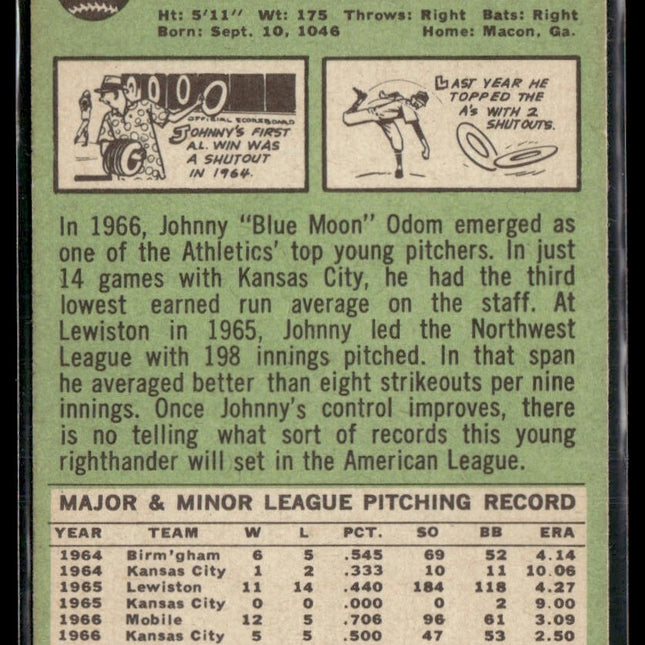 Ht: 5'11" Wt: 175 Throws: Right Bats: Right
Born: Sept. 10, 1046 Home: Macon, Ga.
0000
OFFICIAL SCOREBOARD
JOHNNY'S FIRST
A.L. WIN WAS
A SHUTOUT
IN 1964.
LAST YEAR HE
TOPPED THE
A's WITH 2
SHUTOUTS.
In 1966, Johnny "Blue Moon" Odom emerged as
one of the Athletics' top young pitchers. In just
14 games with Kansas City, he had the third
lowest earned run average on the staff. At
Lewiston in 1965, Johnny led the Northwest
League with 198 innings pitched. In that span
he averaged better than eight strikeouts per nine
innings. Once Johnny's control improves, there
is no telling what sort of records this young
righthander will set in the American League.
MAJOR & MINOR LEAGUE PITCHING RECORD
YEAR TEAM W L PCT. SO BB ERA
1964 Birm'gham 6 5 .545 69 52 4.14
1964 Kansas City 1 2 .333 10 11 10.06
1965 Lewiston 11 14 .440 184 118 4.27
1965 Kansas City 0 0 .000 0 2 9.00
1966 Mobile 12 5 .706 96 61 3.09
1966 Kansas City 5 5 .500 47 53 2.50